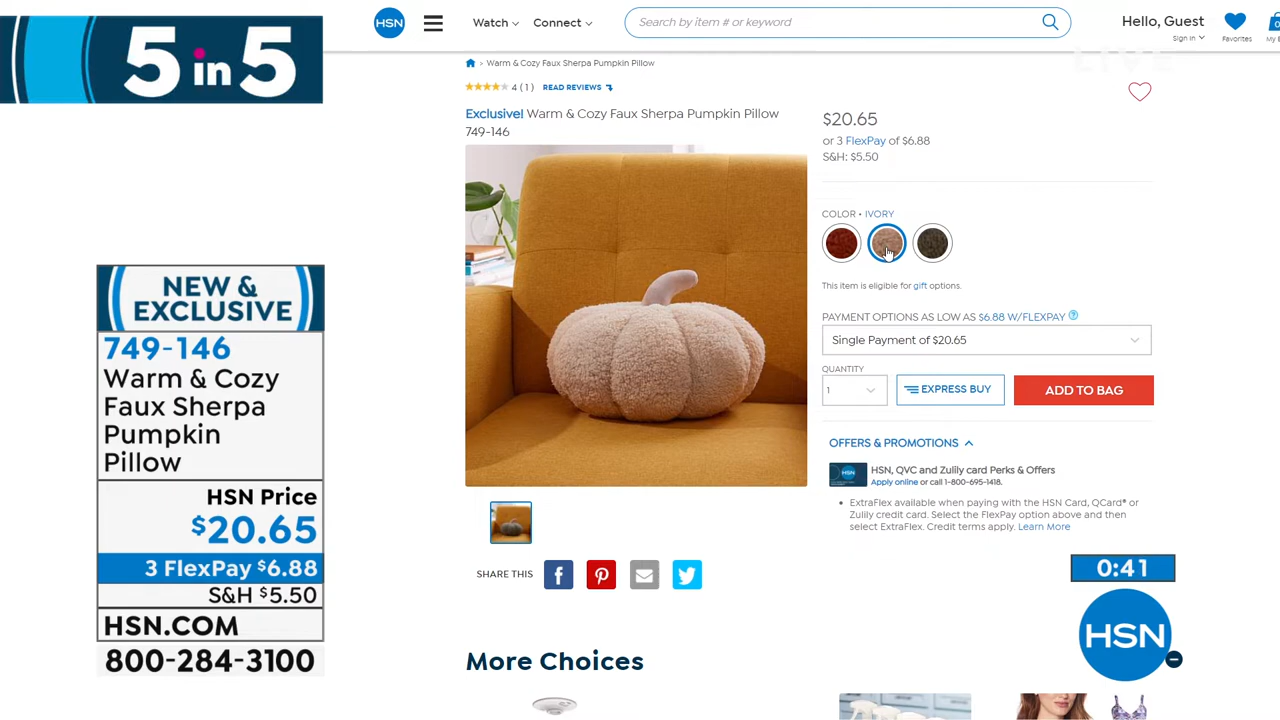 5 in 5
HSN
Watch
Connect
Search by item # or keyword
Hello, Guest
Sign In
Favorites
LIVE
Warm & Cozy Faux Sherpa Pumpkin Pillow
4 (1)
READ REVIEWS
Exclusive! Warm & Cozy Faux Sherpa Pumpkin Pillow
749-146
$20.65
or 3 FlexPay of $6.88
S&H: $5.50
COLOR • IVORY
This item is eligible for gift options.
PAYMENT OPTIONS AS LOW AS $6.88 W/FLEXPAY ?
Single Payment of $20.65
QUANTITY
1
EXPRESS BUY
ADD TO BAG
OFFERS & PROMOTIONS
HSN
HSN, QVC and Zulily card Perks & Offers
Apply online or call 1-800-695-1418.
• ExtraFlex available when paying with the HSN Card, QCard® or
Zulily credit card. Select the FlexPay option above and then
select ExtraFlex. Credit terms apply. Learn More
SHARE THIS
More Choices
NEW &
EXCLUSIVE
749-146
Warm & Cozy
Faux Sherpa
Pumpkin
Pillow
HSN Price
$20.65
3 FlexPay $6.88
S&H $5.50
HSN.COM
800-284-3100
0:41
HSN